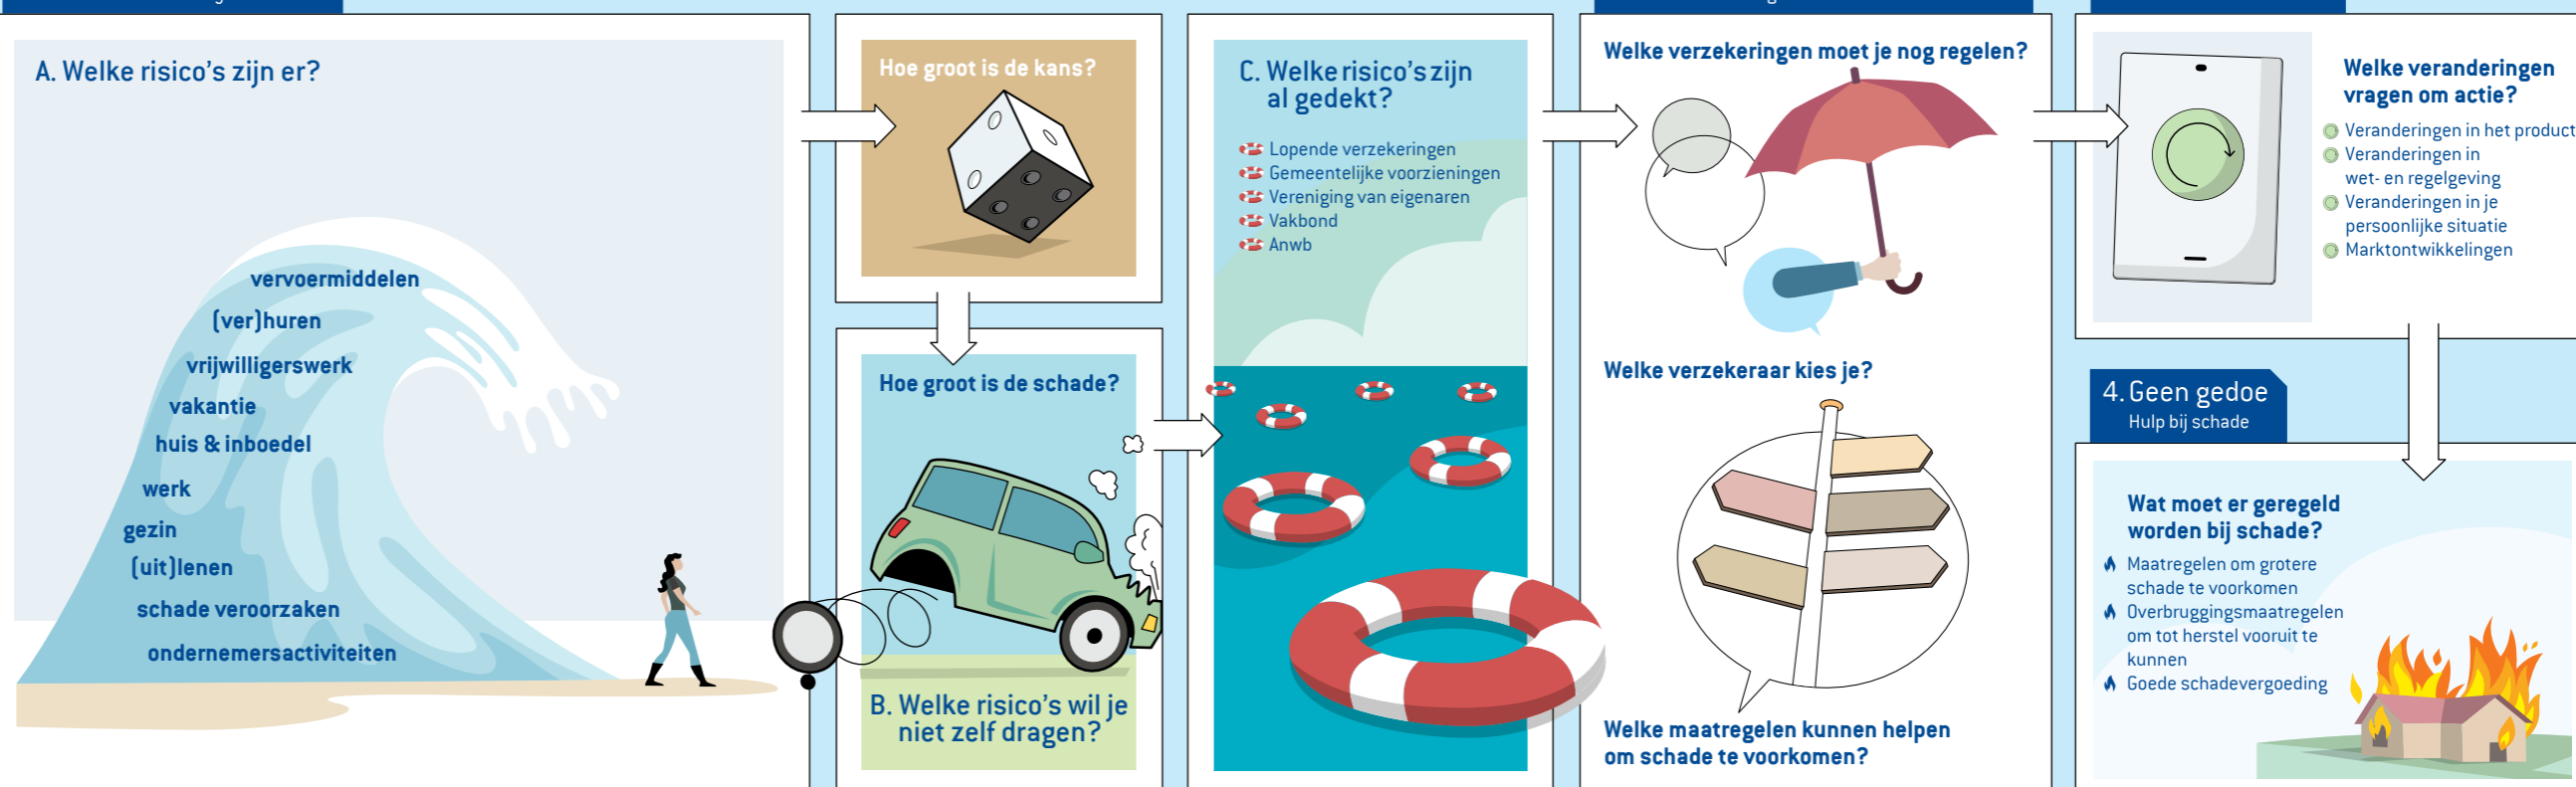 A. Welke risico's zijn er?
vervoermiddelen
(ver)huren
vrijwilligerswerk
vakantie
huis & inboedel
werk
gezin
(uit)lenen
schade veroorzaken
ondernemersactiviteiten
Hoe groot is de kans?
Hoe groot is de schade?
B. Welke risico's wil je
niet zelf dragen?
C. Welke risico's zijn
al gedekt?
Lopende verzekeringen
Gemeentelijke voorzieningen
Vereniging van eigenaren
Vakbond
Anwb
Welke verzekeringen moet je nog regelen?
Welke verzekeraar kies je?
Welke maatregelen kunnen helpen
om schade te voorkomen?
Welke veranderingen
vragen om actie?
Veranderingen in het product
Veranderingen in
wet- en regelgeving
Veranderingen in je
persoonlijke situatie
Marktontwikkelingen
4. Geen gedoe
Hulp bij schade
Wat moet er geregeld
worden bij schade?
Maatregelen om grotere
schade te voorkomen
Overbruggingsmaatregelen
om tot herstel vooruit te
kunnen
Goede schadevergoeding